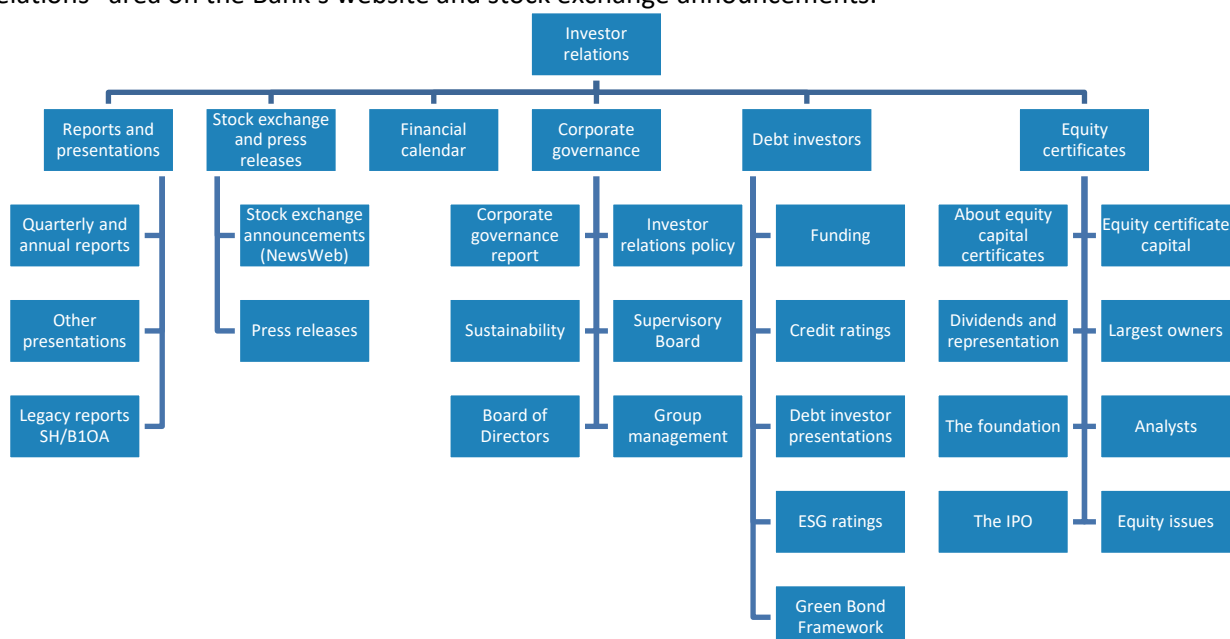 elations" area on the Bank's website and stock exchange announcements.
Investor
relations
Reports and
presentations
Stock exchange
and press
releases
Financial
calendar
Corporate
governance
Debt investors
Equity
certificates
Quarterly and
annual reports
Other
presentations
Legacy reports
SH/B1OA
Stock exchange
announcements
(NewsWeb)
Press releases
Corporate
governance
report
Investor
relations policy
Sustainability
Supervisory
Board
Board of
Directors
Group
management
Funding
Credit ratings
Debt investor
presentations
ESG ratings
Green Bond
Framework
About equity
capital
certificates
Equity certificate
capital
Dividends and
representation
Largest owners
The foundation
Analysts
The IPO
Equity issues